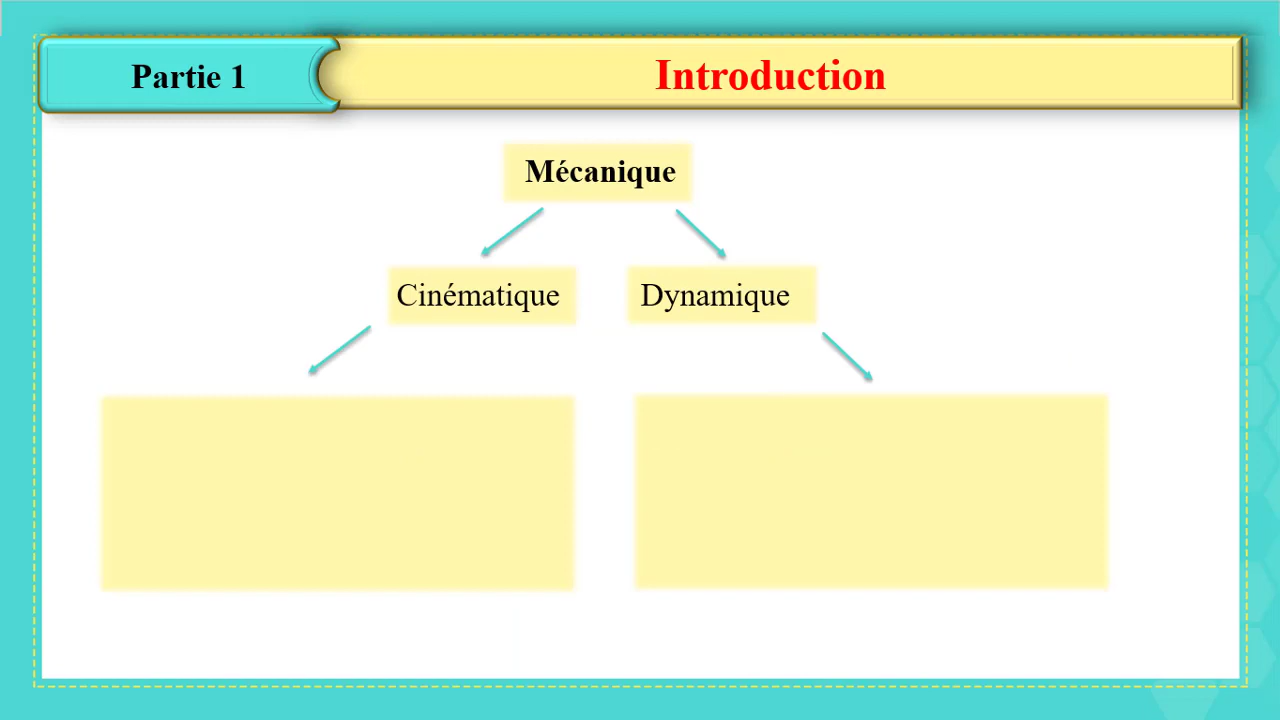 Partie 1
Introduction
Mécanique
Cinématique
Dynamique